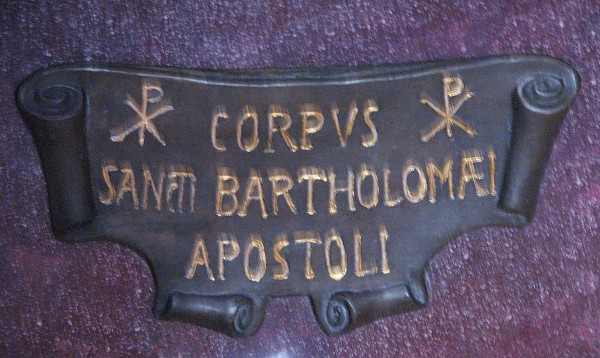 ☧ CORPVS ☧
SANCTI BARTHOLOMÆI
APOSTOLI